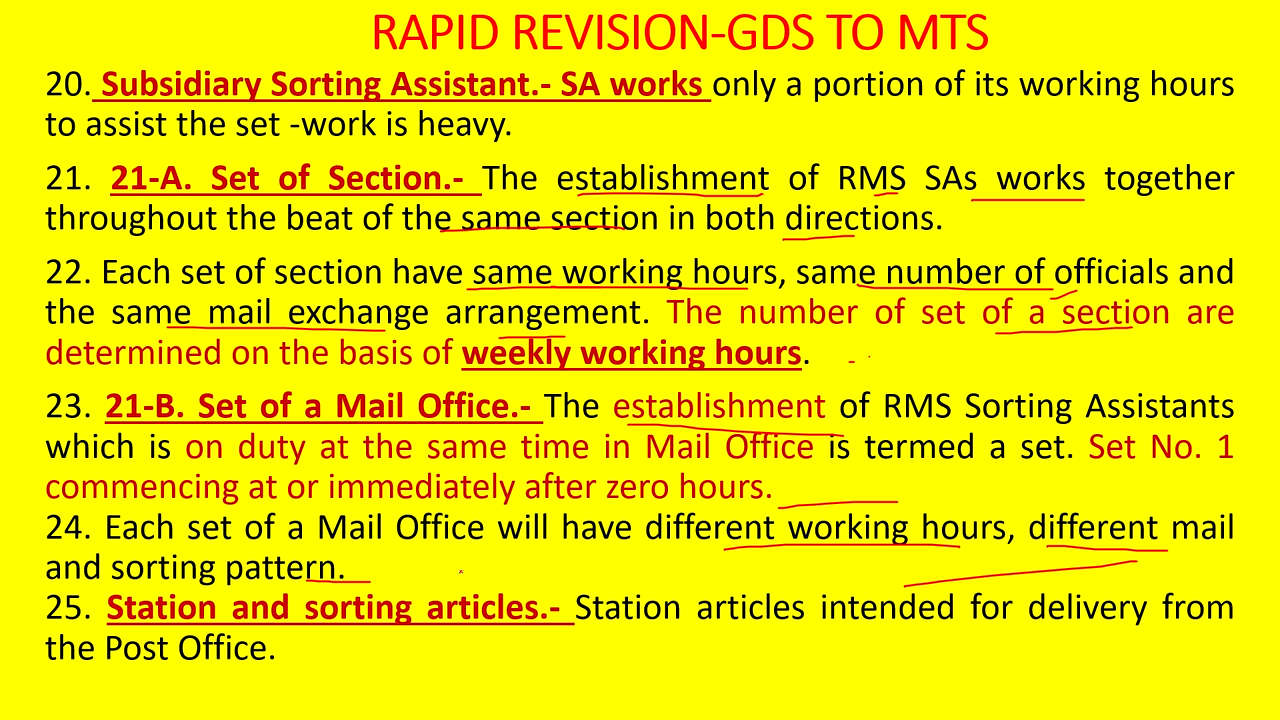 RAPID REVISION-GDS TO MTS
20. Subsidiary Sorting Assistant.- SA works only a portion of its working hours
to assist the set -work is heavy.
21. 21-A. Set of Section.- The establishment of RMS SAs works together
throughout the beat of the same section in both directions.
22. Each set of section have same working hours, same number of officials and
the same mail exchange arrangement. The number of set of a section are
determined on the basis of weekly working hours.
23. 21-B. Set of a Mail Office.- The establishment of RMS Sorting Assistants
which is on duty at the same time in Mail Office is termed a set. Set No. 1
commencing at or immediately after zero hours.
24. Each set of a Mail Office will have different working hours, different mail
and sorting pattern.
25. Station and sorting articles.- Station articles intended for delivery from
the Post Office.